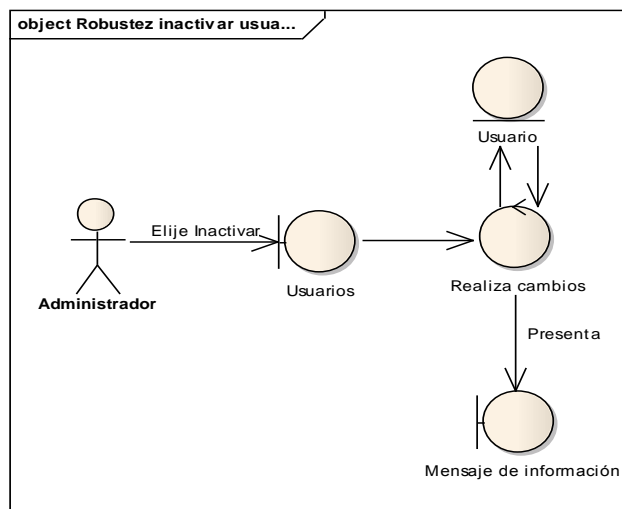 object Robustez inactivar usua...
Usuario
Elije Inactivar
Usuarios
Realiza cambios
Administrador
Presenta
Mensaje de información